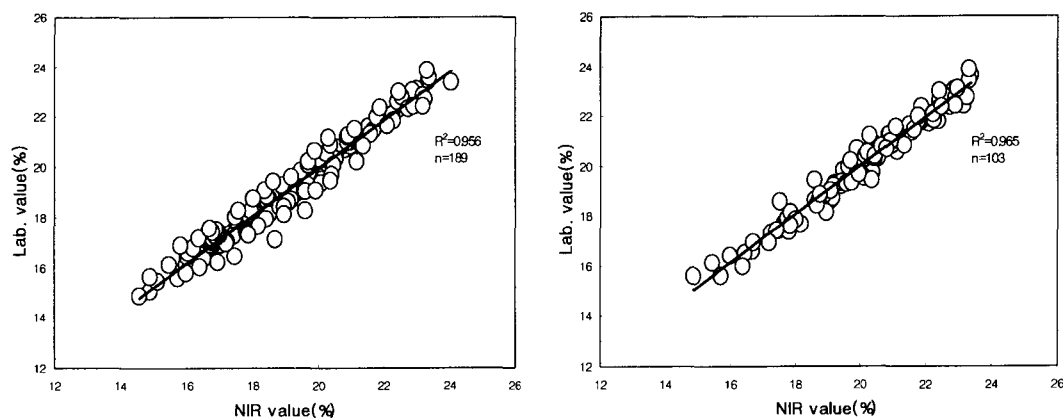 26
24
22
20
18
16
14
12
Lab. value(%)
R²=0.956
n=189
12 14 16 18 20 22 24 26
NIR value(%)
26
24
22
20
18
16
14
12
Lab. value(%)
R²=0.965
n=103
12 14 16 18 20 22 24 26
NIR value(%)